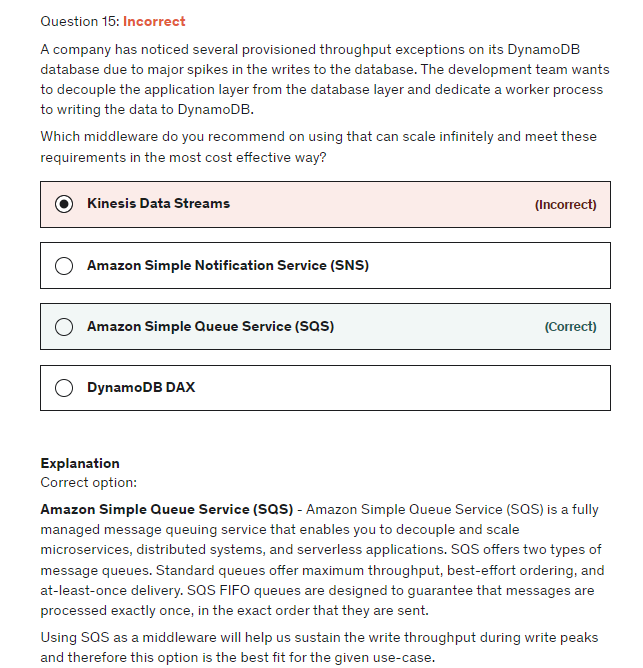 Question 15: Incorrect
A company has noticed several provisioned throughput exceptions on its DynamoDB
database due to major spikes in the writes to the database. The development team wants
to decouple the application layer from the database layer and dedicate a worker process
to writing the data to DynamoDB.
Which middleware do you recommend on using that can scale infinitely and meet these
requirements in the most cost effective way?
Kinesis Data Streams (Incorrect)
Amazon Simple Notification Service (SNS)
Amazon Simple Queue Service (SQS) (Correct)
DynamoDB DAX
Explanation
Correct option:
Amazon Simple Queue Service (SQS) - Amazon Simple Queue Service (SQS) is a fully
managed message queuing service that enables you to decouple and scale
microservices, distributed systems, and serverless applications. SQS offers two types of
message queues. Standard queues offer maximum throughput, best-effort ordering, and
at-least-once delivery. SQS FIFO queues are designed to guarantee that messages are
processed exactly once, in the exact order that they are sent.
Using SQS as a middleware will help us sustain the write throughput during write peaks
and therefore this option is the best fit for the given use-case.